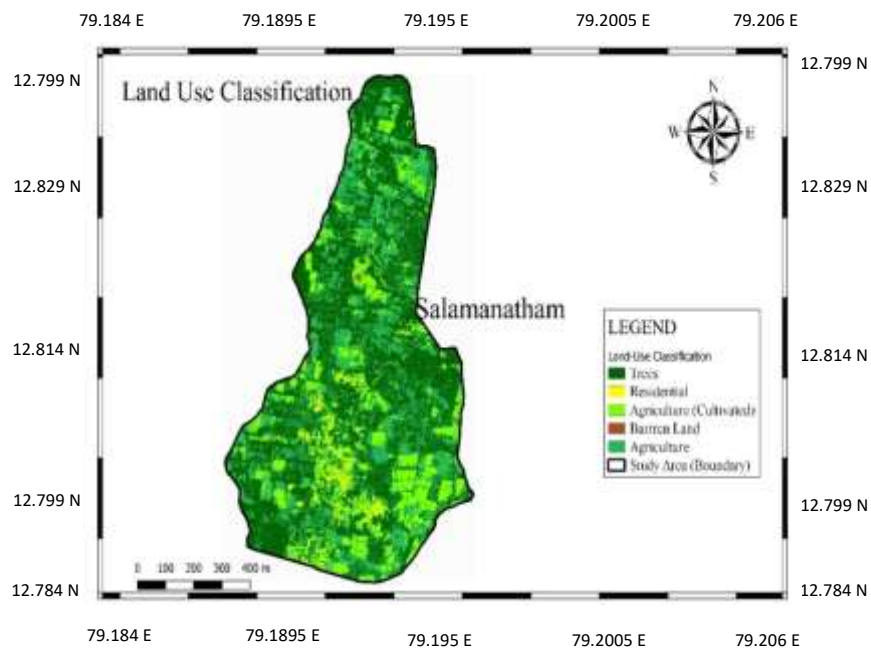 79.184 E 79.1895 E 79.195 E 79.2005 E 79.206 E
12.799 N 12.799 N
Land Use Classification
N
W E
S
12.829 N 12.829 N
Salamanatham
LEGEND
12.814 N 12.814 N
Land-Use Classification
Trees
Residential
Agriculture (Cultivated)
Barren Land
Agriculture
Study Area (Boundary)
12.799 N 12.799 N
0 100 200 300 400 m
12.784 N 12.784 N
79.184 E 79.1895 E 79.195 E 79.2005 E 79.206 E